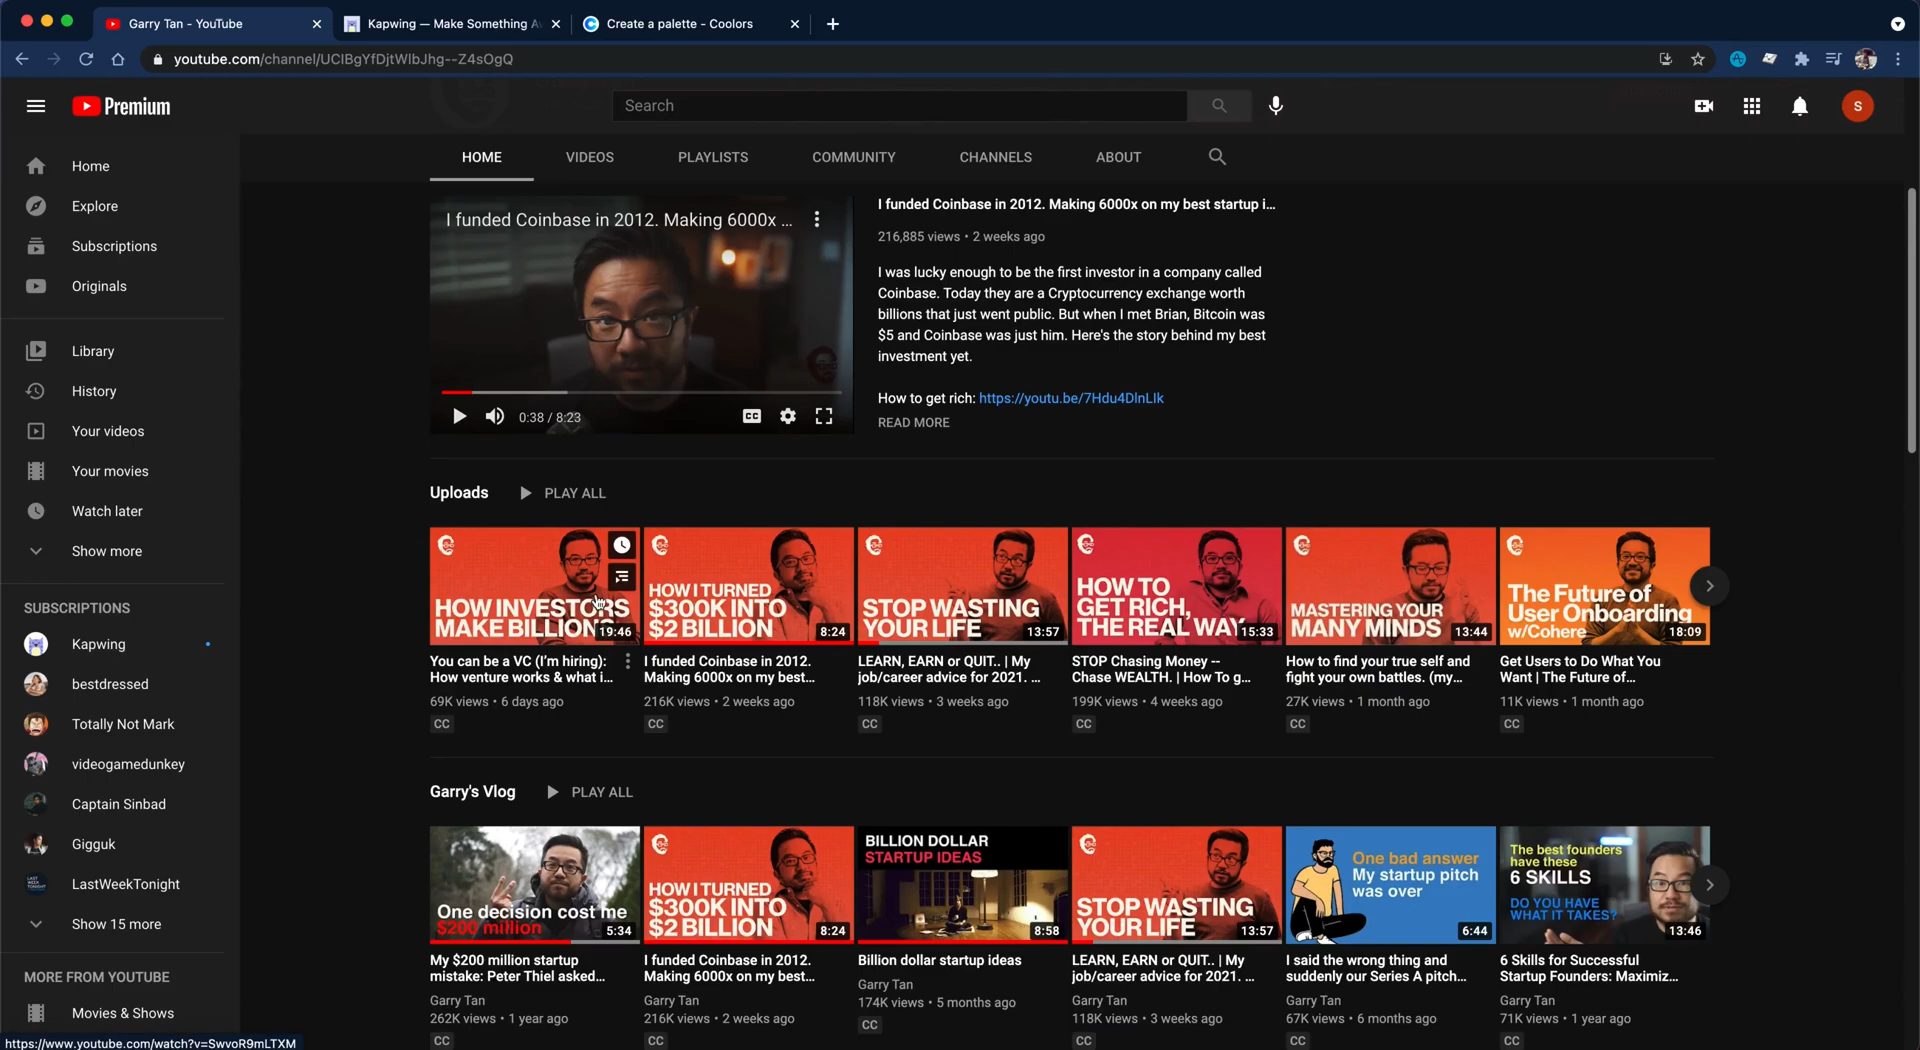 Garry Tan - YouTube
Kapwing — Make Something A
Create a palette - Coolors
youtube.com/channel/UCIBgYfDjtWIbJhg--Z4sOgQ
Premium
Search
S
Home
Explore
Subscriptions
Originals
Library
History
Your videos
Your movies
Watch later
Show more
SUBSCRIPTIONS
Kapwing
bestdressed
Totally Not Mark
videogamedunkey
Captain Sinbad
Gigguk
LastWeekTonight
Show 15 more
MORE FROM YOUTUBE
Movies & Shows
https://www.youtube.com/watch?v=SwvoR9mLTXM
HOME VIDEOS PLAYLISTS COMMUNITY CHANNELS ABOUT
I funded Coinbase in 2012. Making 6000x ...
0:38 / 8:23
CC
I funded Coinbase in 2012. Making 6000x on my best startup i...
216,885 views • 2 weeks ago
I was lucky enough to be the first investor in a company called
Coinbase. Today they are a Cryptocurrency exchange worth
billions that just went public. But when I met Brian, Bitcoin was
$5 and Coinbase was just him. Here's the story behind my best
investment yet.
How to get rich: https://youtu.be/7Hdu4DlnLIk
READ MORE
Uploads PLAY ALL
HOW INVESTORS
MAKE BILLIONS
19:46
You can be a VC (I'm hiring):
How venture works & what i...
69K views • 6 days ago
CC
HOW I TURNED
$300K INTO
$2 BILLION
8:24
I funded Coinbase in 2012.
Making 6000x on my best...
216K views • 2 weeks ago
CC
STOP WASTING
YOUR LIFE
13:57
LEARN, EARN or QUIT.. | My
job/career advice for 2021. ...
118K views • 3 weeks ago
CC
HOW TO
GET RICH,
THE REAL WAY
15:33
STOP Chasing Money --
Chase WEALTH. | How To g...
199K views • 4 weeks ago
CC
MASTERING YOUR
MANY MINDS
13:44
How to find your true self and
fight your own battles. (my...
27K views • 1 month ago
CC
The Future of
User Onboarding
w/Cohere
18:09
Get Users to Do What You
Want | The Future of...
11K views • 1 month ago
CC
Garry's Vlog PLAY ALL
One decision cost me
$200 million
5:34
My $200 million startup
mistake: Peter Thiel asked...
Garry Tan
262K views • 1 year ago
CC
HOW I TURNED
$300K INTO
$2 BILLION
8:24
I funded Coinbase in 2012.
Making 6000x on my best...
Garry Tan
216K views • 2 weeks ago
CC
BILLION DOLLAR
STARTUP IDEAS
8:58
Billion dollar startup ideas
Garry Tan
174K views • 5 months ago
CC
STOP WASTING
YOUR LIFE
13:57
LEARN, EARN or QUIT.. | My
job/career advice for 2021. ...
Garry Tan
118K views • 3 weeks ago
CC
One bad answer
My startup pitch
was over
6:44
I said the wrong thing and
suddenly our Series A pitch...
Garry Tan
67K views • 6 months ago
CC
The best founders
have these
6 SKILLS
DO YOU HAVE
WHAT IT TAKES?
13:46
6 Skills for Successful
Startup Founders: Maximiz...
Garry Tan
71K views • 1 year ago
CC